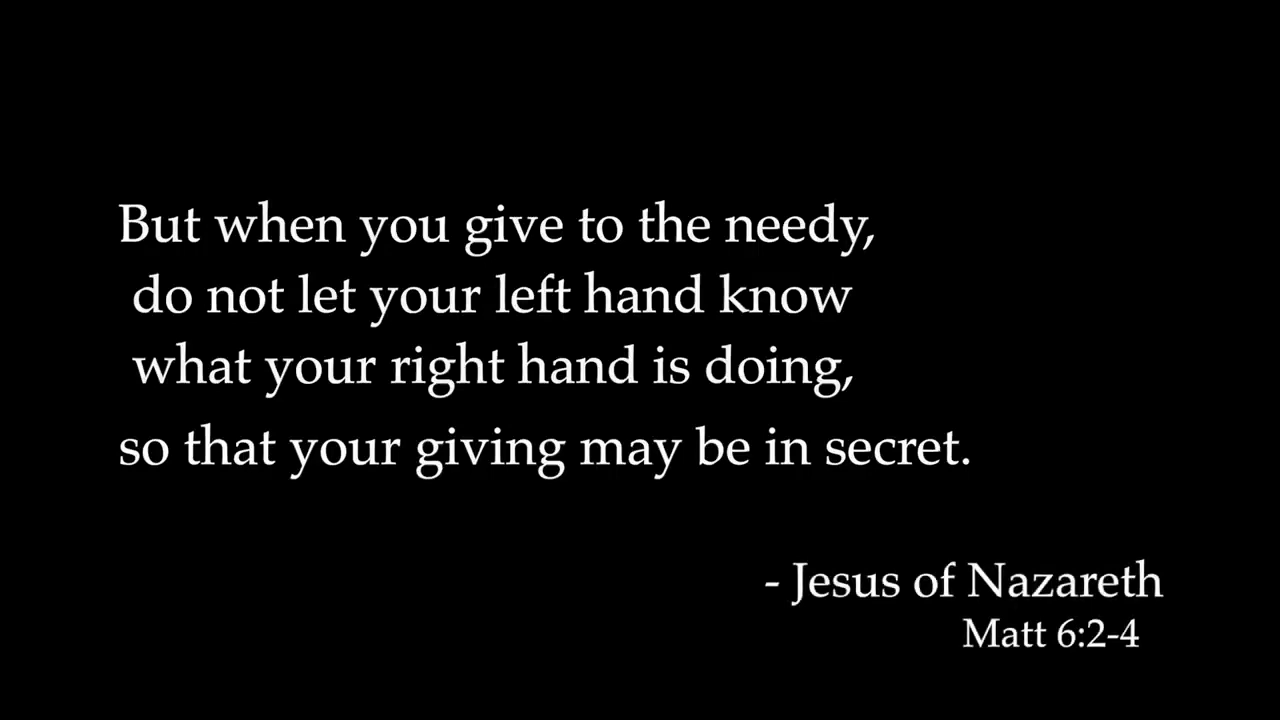 But when you give to the needy,
do not let your left hand know
what your right hand is doing,
so that your giving may be in secret.
- Jesus of Nazareth
Matt 6:2-4